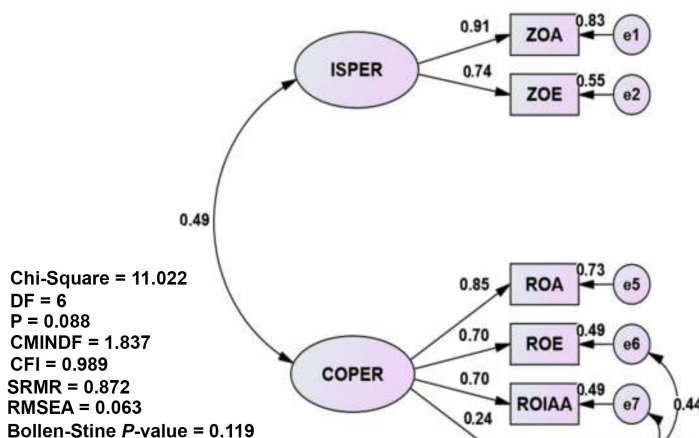 0.91
ZOA
0.83
e1
ISPER
0.74
ZOE
0.55
e2
0.49
Chi-Square = 11.022
DF = 6
P = 0.088
CMINDF = 1.837
CFI = 0.989
SRMR = 0.872
RMSEA = 0.063
Bollen-Stine P-value = 0.119
0.85
ROA
0.73
e5
COPER
0.70
ROE
0.49
e6
0.70
ROIAA
0.49
e7
0.44
0.24